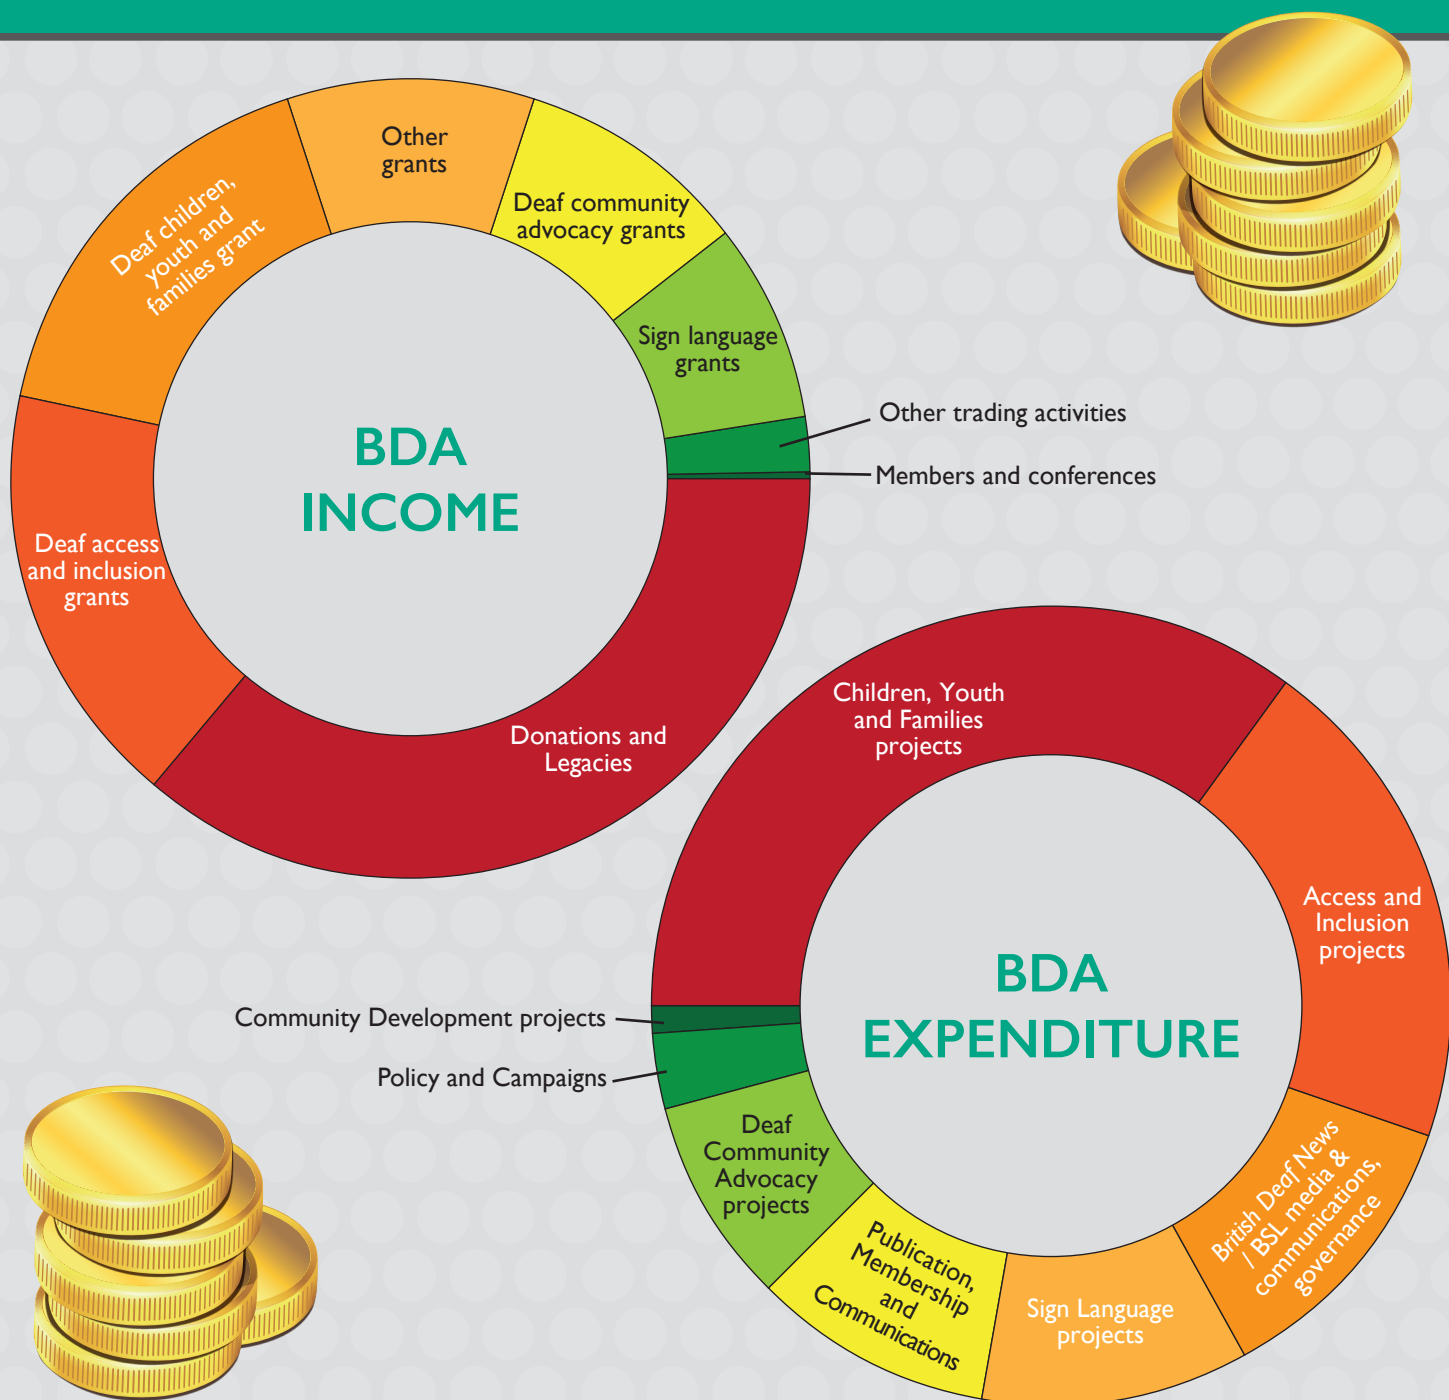 Other
grants
Deaf children,
youth and
families grant
Deaf community
advocacy grants
Sign language
grants
Other trading activities
Members and conferences
BDA
INCOME
Deaf access
and inclusion
grants
Donations and
Legacies
Children, Youth
and Families
projects
Access and
Inclusion
projects
BDA
EXPENDITURE
Community Development projects
Policy and Campaigns
Deaf
Community
Advocacy
projects
Publication,
Membership
and
Communications
Sign Language
projects
British Deaf News
/ BSL media &
communications,
governance